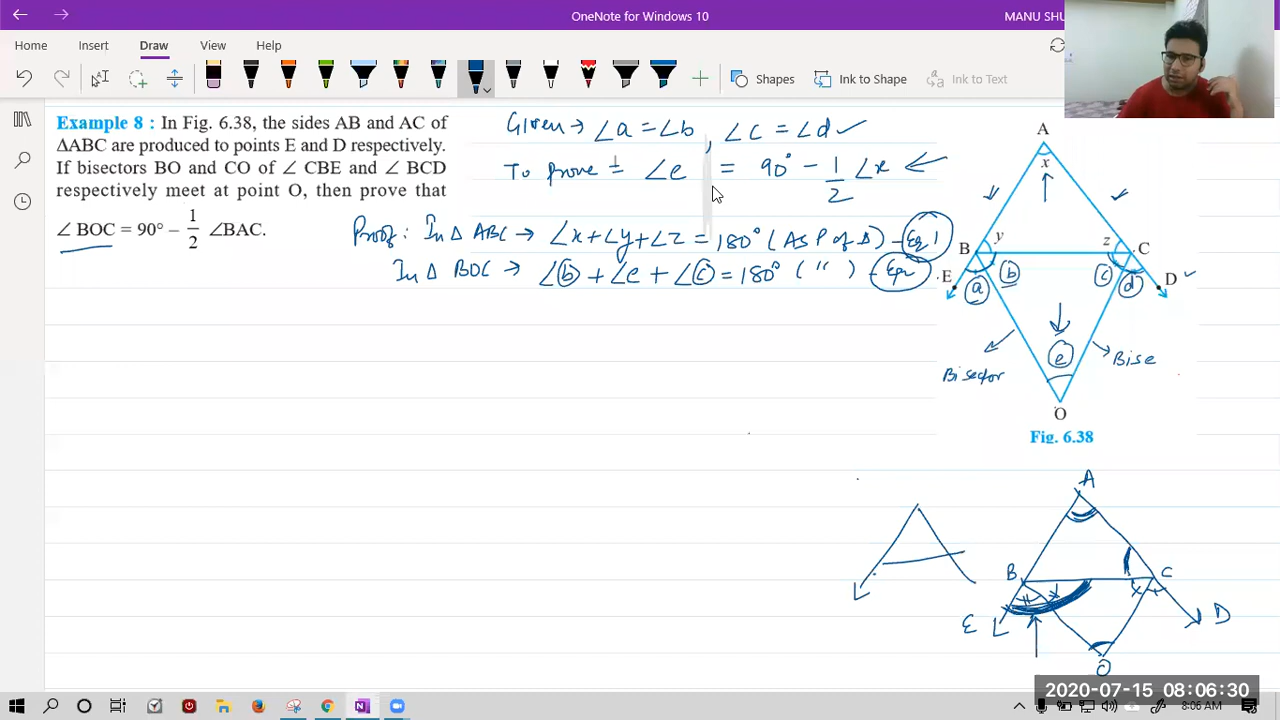 OneNote for Windows 10
MANU SHU
Home Insert Draw View Help
Shapes Ink to Shape Ink to Text
Example 8 : In Fig. 6.38, the sides AB and AC of
ΔABC are produced to points E and D respectively.
If bisectors BO and CO of ∠ CBE and ∠ BCD
respectively meet at point O, then prove that
∠ BOC = 90° – 1/2 ∠BAC.
Given → ∠a = ∠b , ∠c = ∠d ✓
To prove ÷ ∠e = 90° – 1/2 ∠x ←
Proof: In Δ ABC → ∠x + ∠y + ∠z = 180° (ASP of Δ) – Eq 1
In Δ BOC → ∠b + ∠e + ∠c = 180° ( " ) – Eq 2
A
x
B y z C
E a b c d D
e
Bisector Bise
O
Fig. 6.38
A
B C
E D
O
2020-07-15 08:06:30
8:06 AM